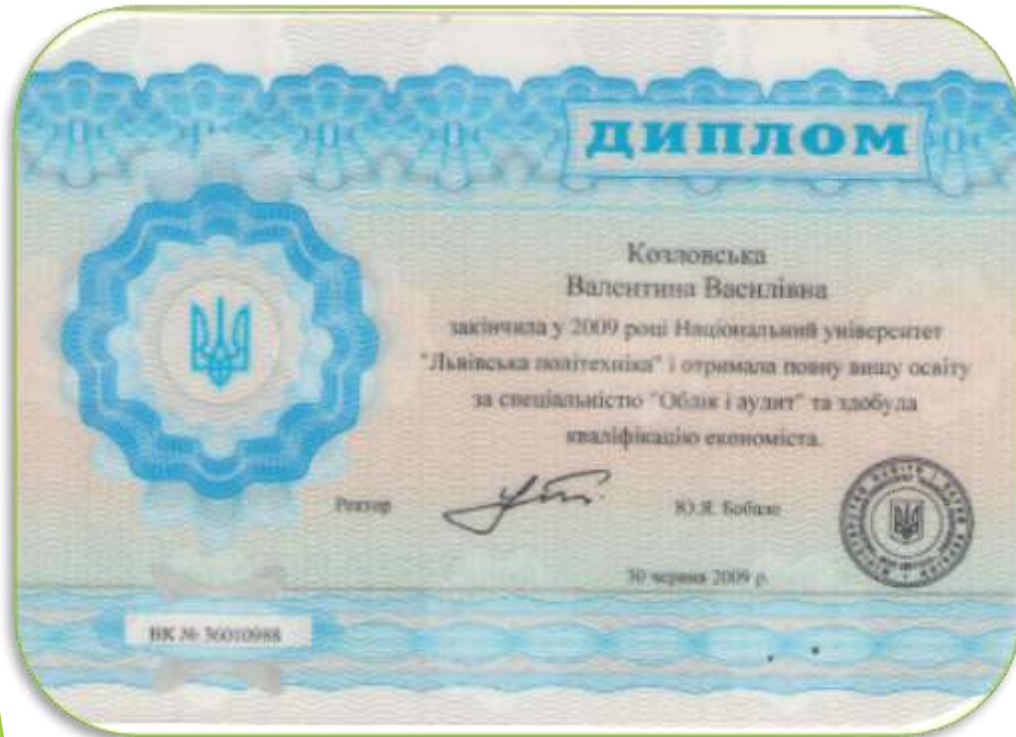 ДИПЛОМ
Козловська
Валентина Василівна
закінчила у 2009 році Національний університет
"Львівська політехніка" і отримала повну вищу освіту
за спеціальністю "Облік і аудит" та здобула
кваліфікацію економіста.
Ректор
Ю.Я. Бобало
30 червня 2009 р.
ВК № 36010988